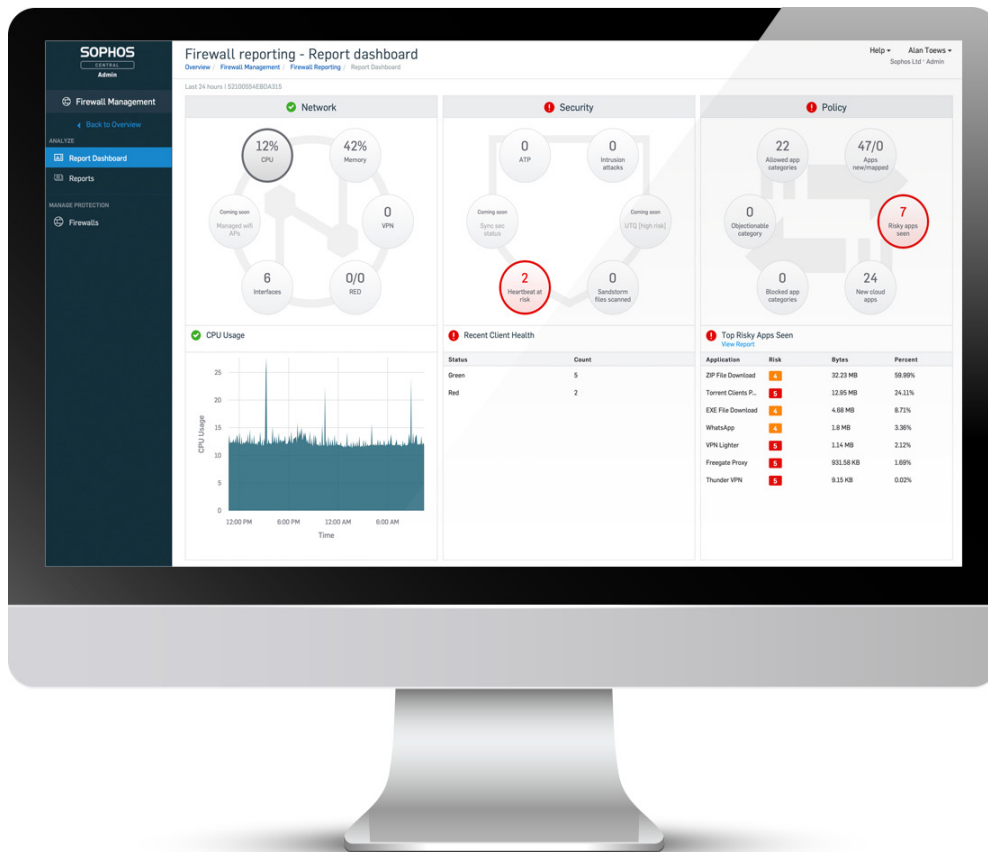 SOPHOS
CENTRAL
Admin
Firewall Management
Back to Overview
ANALYZE
Report Dashboard
Reports
MANAGE PROTECTION
Firewalls
Firewall reporting - Report dashboard
Overview / Firewall Management / Firewall Reporting / Report Dashboard
Help
Alan Toews
Sophos Ltd · Admin
Last 24 hours |
Network
12%
CPU
42%
Memory
Coming soon
Managed wifi
APs
0
VPN
6
Interfaces
0/0
RED
CPU Usage
CPU Usage
25
20
15
10
5
0
12:00 PM
6:00 PM
12:00 AM
6:00 AM
Time
Security
0
ATP
0
Intrusion
attacks
Coming soon
Sync sec
status
Coming soon
UTQ [high risk]
2
Heartbeat at
risk
0
Sandstorm
files scanned
Recent Client Health
Status Count
Green 5
Red 2
Policy
22
Allowed app
categories
47/0
Apps
new/mapped
0
Objectionable
category
7
Risky apps
seen
0
Blocked app
categories
24
New cloud
apps
Top Risky Apps Seen
View Report
Application Risk Bytes Percent
ZIP File Download 4 32.23 MB 59.99%
Torrent Clients P... 5 12.95 MB 24.11%
EXE File Download 4 4.68 MB 8.71%
WhatsApp 4 1.8 MB 3.36%
VPN Lighter 5 1.14 MB 2.12%
Freegate Proxy 5 931.58 KB 1.69%
Thunder VPN 5 9.15 KB 0.02%